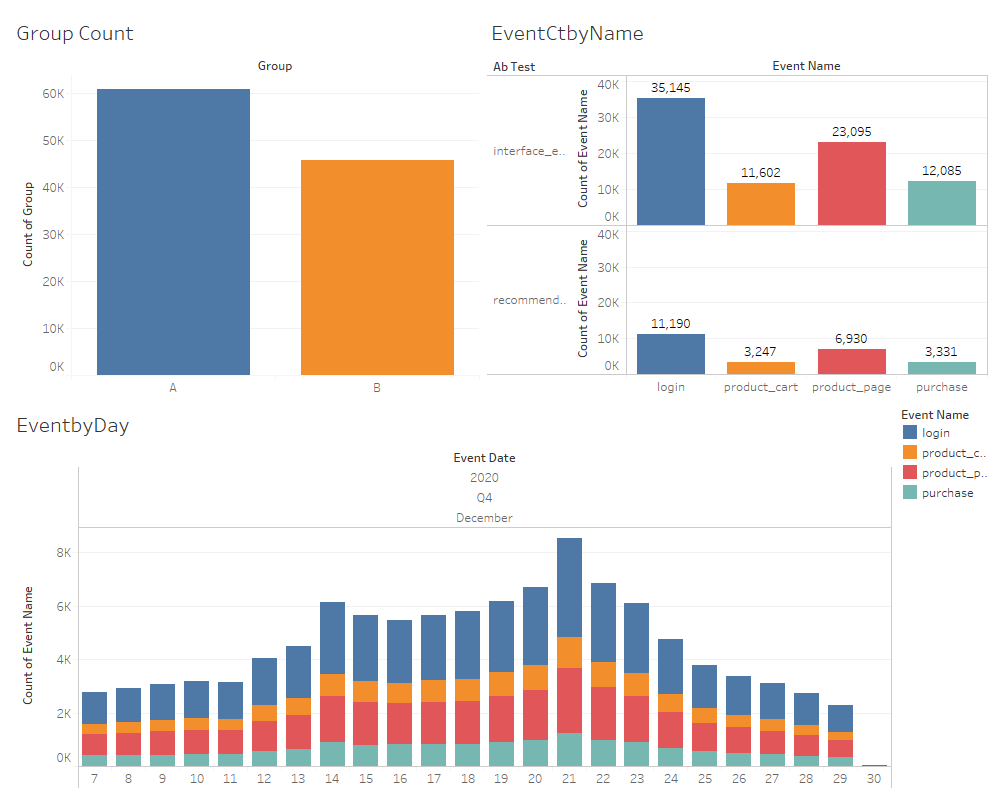 Group Count
Group
60K
50K
40K
30K
20K
10K
0K
Count of Group
A
B
EventCtbyName
Ab Test
Event Name
interface_e..
Count of Event Name
40K
30K
20K
10K
0K
35,145
11,602
23,095
12,085
recommend..
Count of Event Name
40K
30K
20K
10K
0K
11,190
3,247
6,930
3,331
login
product_cart
product_page
purchase
EventbyDay
Event Date
2020
Q4
December
Count of Event Name
8K
6K
4K
2K
0K
7 8 9 10 11 12 13 14 15 16 17 18 19 20 21 22 23 24 25 26 27 28 29 30
Event Name
login
product_c..
product_p..
purchase